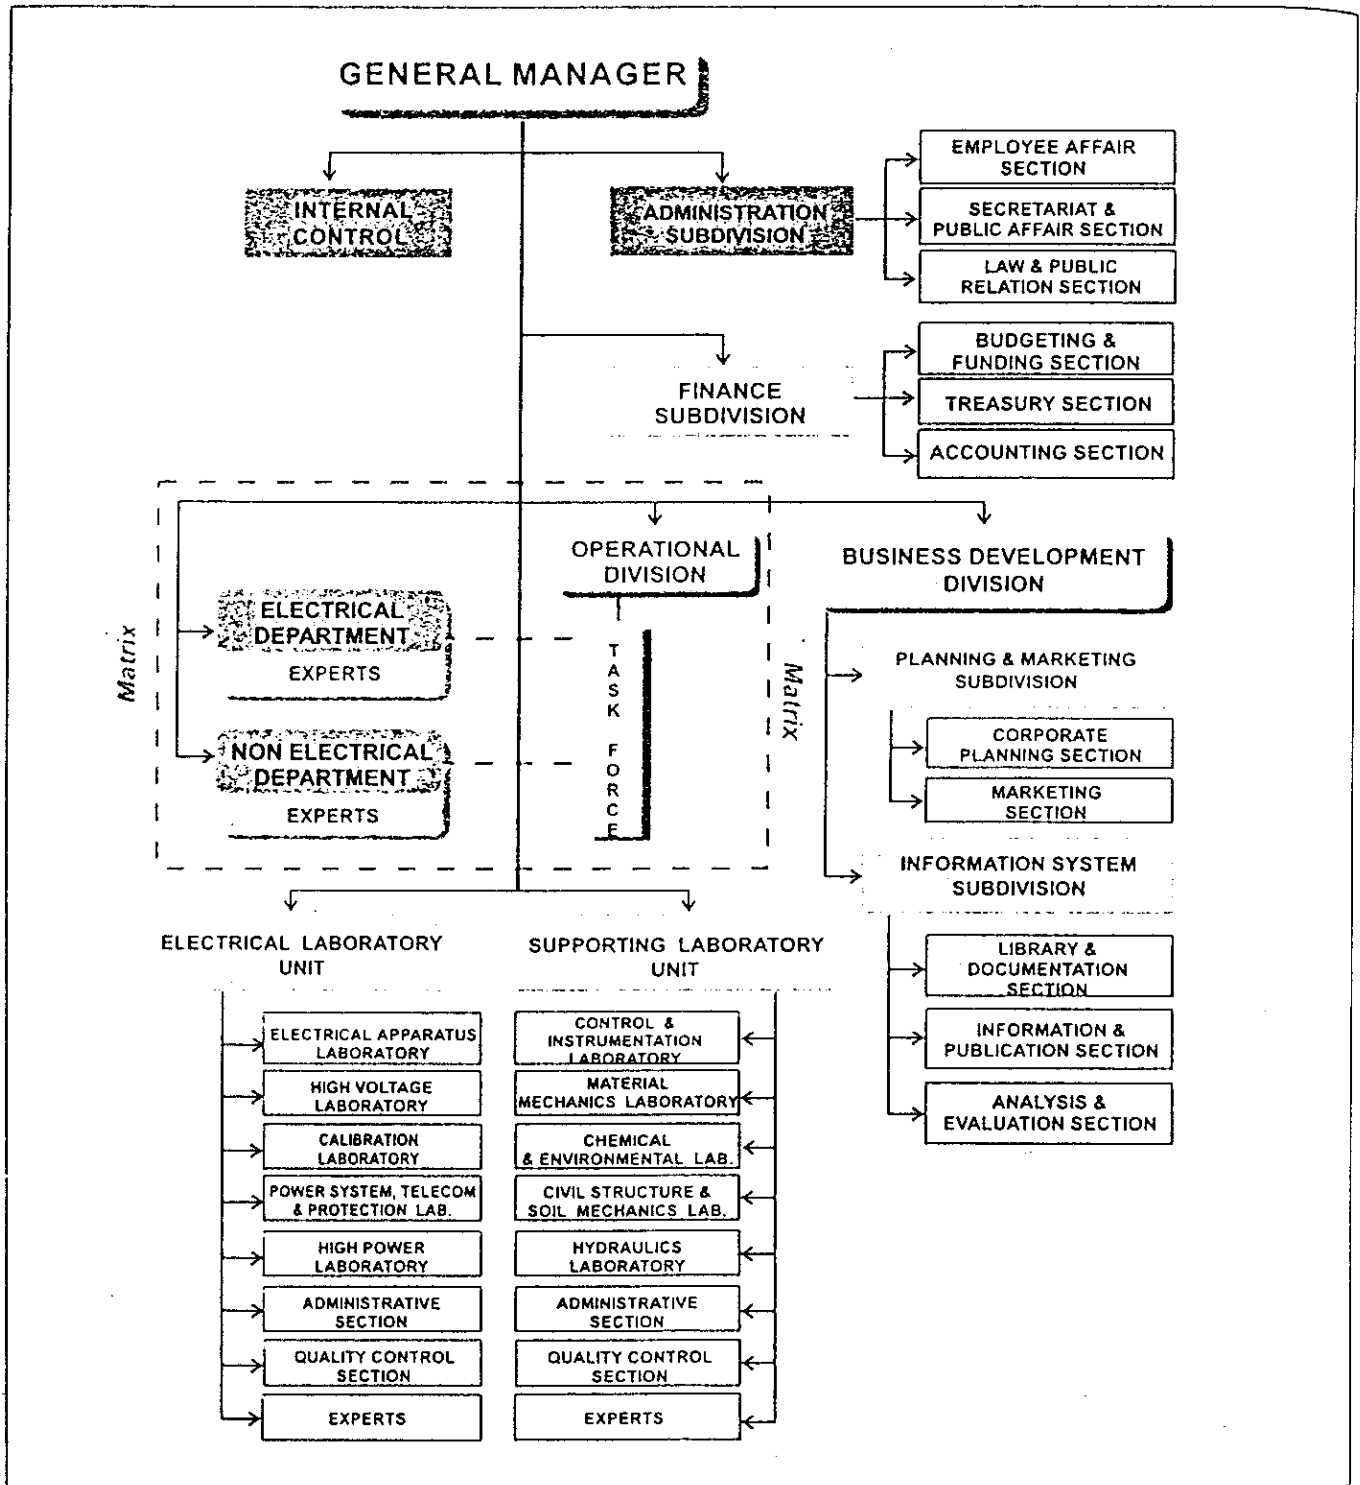 GENERAL MANAGER
INTERNAL
CONTROL
ADMINISTRATION
SUBDIVISION
EMPLOYEE AFFAIR
SECTION
SECRETARIAT &
PUBLIC AFFAIR SECTION
LAW & PUBLIC
RELATION SECTION
FINANCE
SUBDIVISION
BUDGETING &
FUNDING SECTION
TREASURY SECTION
ACCOUNTING SECTION
Matrix
ELECTRICAL
DEPARTMENT
EXPERTS
NON ELECTRICAL
DEPARTMENT
EXPERTS
OPERATIONAL
DIVISION
TASK FORCE
Matrix
BUSINESS DEVELOPMENT
DIVISION
PLANNING & MARKETING
SUBDIVISION
CORPORATE
PLANNING SECTION
MARKETING
SECTION
INFORMATION SYSTEM
SUBDIVISION
LIBRARY &
DOCUMENTATION
SECTION
INFORMATION &
PUBLICATION SECTION
ANALYSIS &
EVALUATION SECTION
ELECTRICAL LABORATORY
UNIT
ELECTRICAL APPARATUS
LABORATORY
HIGH VOLTAGE
LABORATORY
CALIBRATION
LABORATORY
POWER SYSTEM, TELECOM
& PROTECTION LAB.
HIGH POWER
LABORATORY
ADMINISTRATIVE
SECTION
QUALITY CONTROL
SECTION
EXPERTS
SUPPORTING LABORATORY
UNIT
CONTROL &
INSTRUMENTATION
LABORATORY
MATERIAL
MECHANICS LABORATORY
CHEMICAL
& ENVIRONMENTAL LAB.
CIVIL STRUCTURE &
SOIL MECHANICS LAB.
HYDRAULICS
LABORATORY
ADMINISTRATIVE
SECTION
QUALITY CONTROL
SECTION
EXPERTS